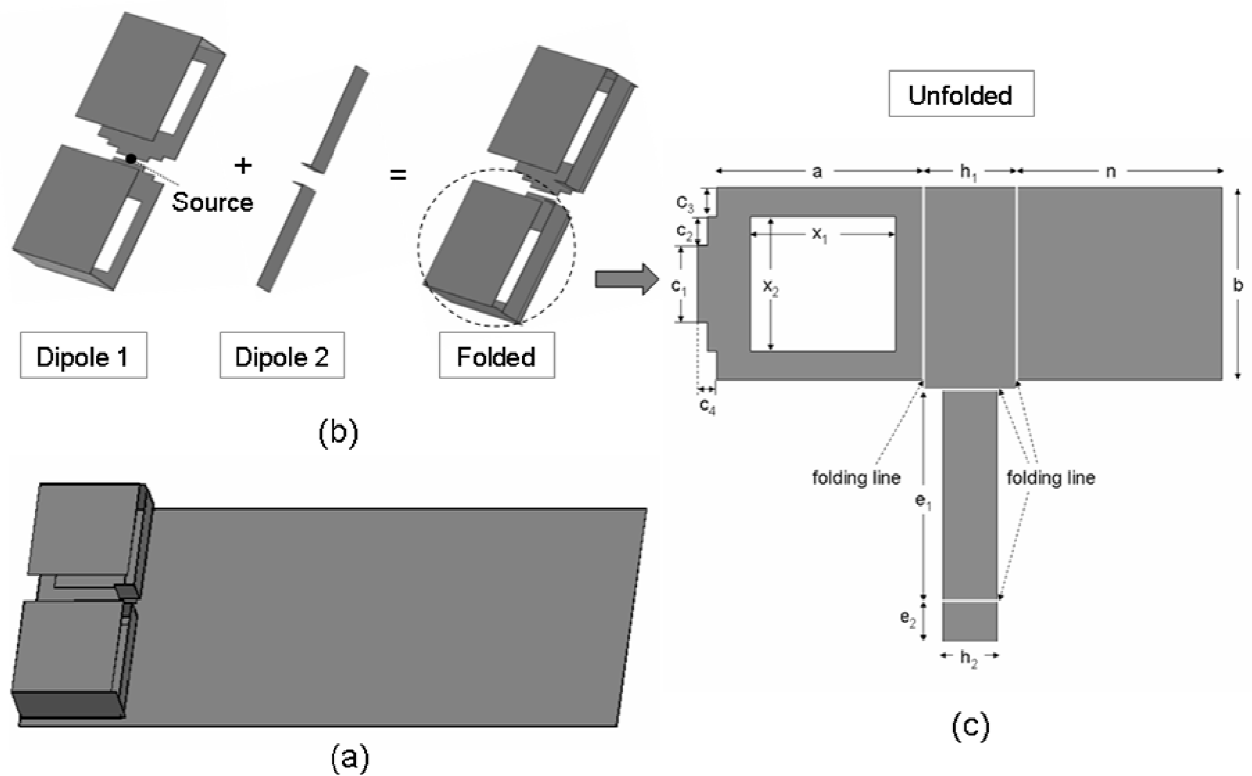 Source
+
=
Dipole 1
Dipole 2
Folded
(b)
(a)
Unfolded
a
h₁
n
c₃
c₂
c₁
c₄
x₁
x₂
b
folding line
folding line
e₁
e₂
h₂
(c)